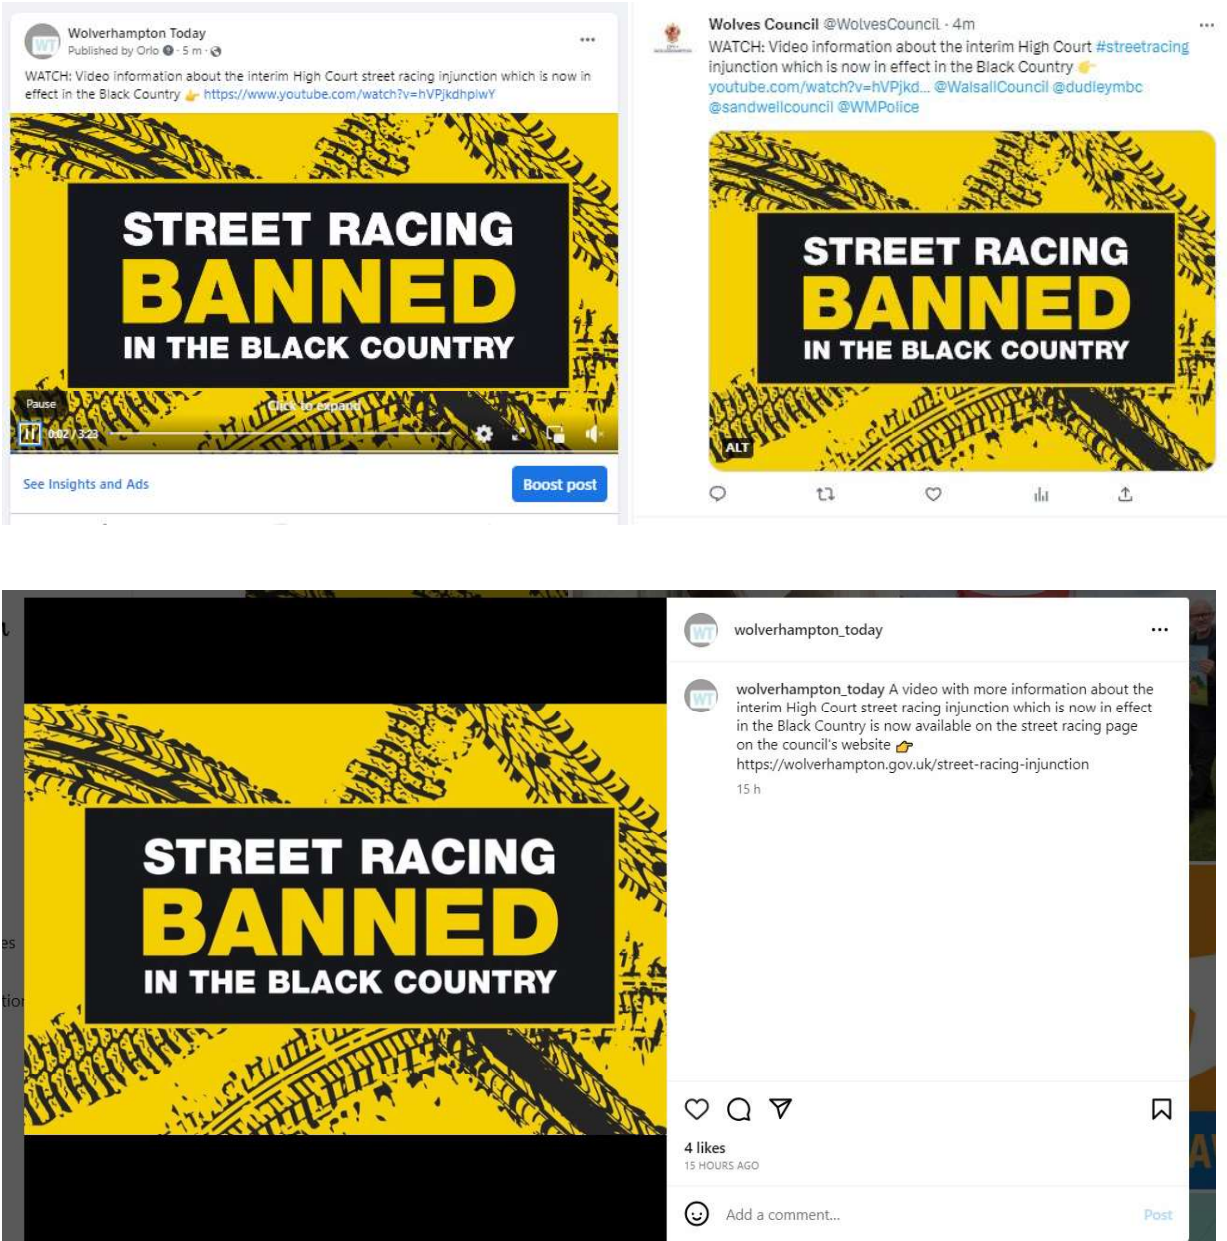 Wolverhampton Today
Published by Orlo · 5 m ·
WATCH: Video information about the interim High Court street racing injunction which is now in
effect in the Black Country 👉 https://www.youtube.com/watch?v=hVPjkdhpiwY
STREET RACING
BANNED
IN THE BLACK COUNTRY
Pause
Click to expand
0:02 / 3:23
See Insights and Ads
Boost post
Wolves Council @WolvesCouncil · 4m
WATCH: Video information about the interim High Court #streetracing
injunction which is now in effect in the Black Country 👉
youtube.com/watch?v=hVPjkd... @WalsallCouncil @dudleymbc
@sandwellcouncil @WMPolice
STREET RACING
BANNED
IN THE BLACK COUNTRY
ALT
STREET RACING
BANNED
IN THE BLACK COUNTRY
WT
wolverhampton_today
WT
wolverhampton_today A video with more information about the
interim High Court street racing injunction which is now in effect
in the Black Country is now available on the street racing page
on the council's website 👉
https://wolverhampton.gov.uk/street-racing-injunction
15 h
4 likes
15 HOURS AGO
Add a comment...
Post